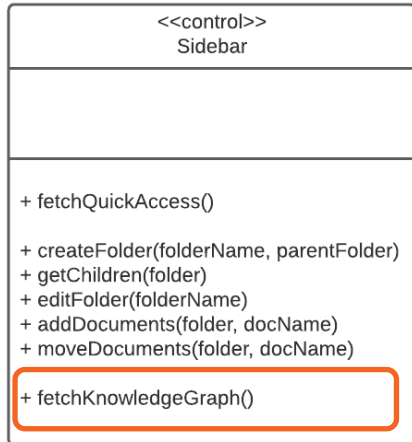 <<control>>
Sidebar
+ fetchQuickAccess()
+ createFolder(folderName, parentFolder)
+ getChildren(folder)
+ editFolder(folderName)
+ addDocuments(folder, docName)
+ moveDocuments(folder, docName)
+ fetchKnowledgeGraph()